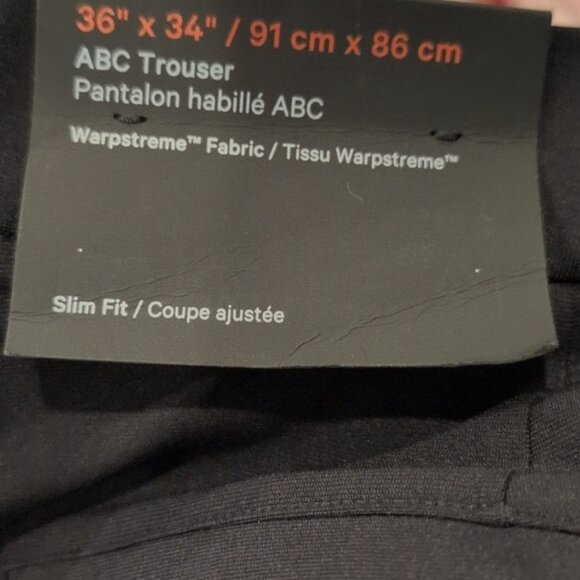 36" x 34" / 91 cm x 86 cm
ABC Trouser
Pantalon habillé ABC
Warpstreme™ Fabric / Tissu Warpstreme™
Slim Fit / Coupe ajustée